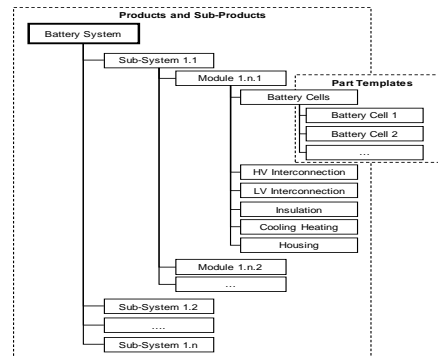 Products and Sub-Products
Battery System
Sub-System 1.1
Module 1.n.1
Part Templates
Battery Cells
Battery Cell 1
Battery Cell 2
...
HV Interconnection
LV Interconnection
Insulation
Cooling Heating
Housing
Module 1.n.2
...
Sub-System 1.2
....
Sub-System 1.n